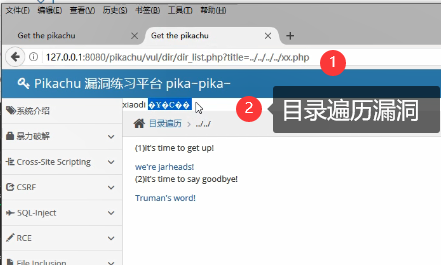 文件(F) 编辑(E) 查看(V) 历史(S) 书签(B) 工具(T) 帮助(H)
Get the pikachu
Get the pikachu
127.0.0.1:8080/pikachu/vul/dir/dir_list.php?title=../../../../xx.php
1
Pikachu 漏洞练习平台 pika~pika~
xiaodi �Y�C��
2
目录遍历漏洞
系统介绍
暴力破解
Cross-Site Scripting
CSRF
SQL-Inject
RCE
File Inclusion
目录遍历 > ../../
(1)it's time to get up!
we're jarheads!
(2)it's time to say goodbye!
Truman's word!